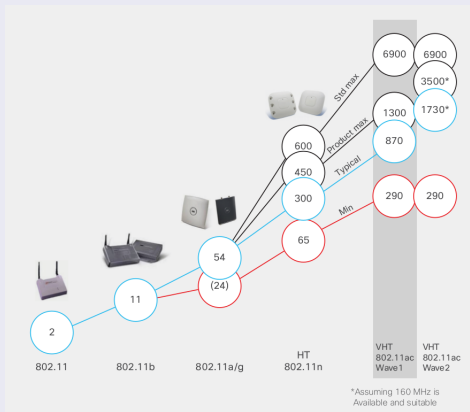 6900
6900
Std max
3500*
1730*
600
Product max
1300
450
Typical
870
300
Min
290
290
65
54
(24)
11
2
802.11
802.11b
802.11a/g
HT
802.11n
VHT
802.11ac
Wave1
VHT
802.11ac
Wave2
*Assuming 160 MHz is
Available and suitable